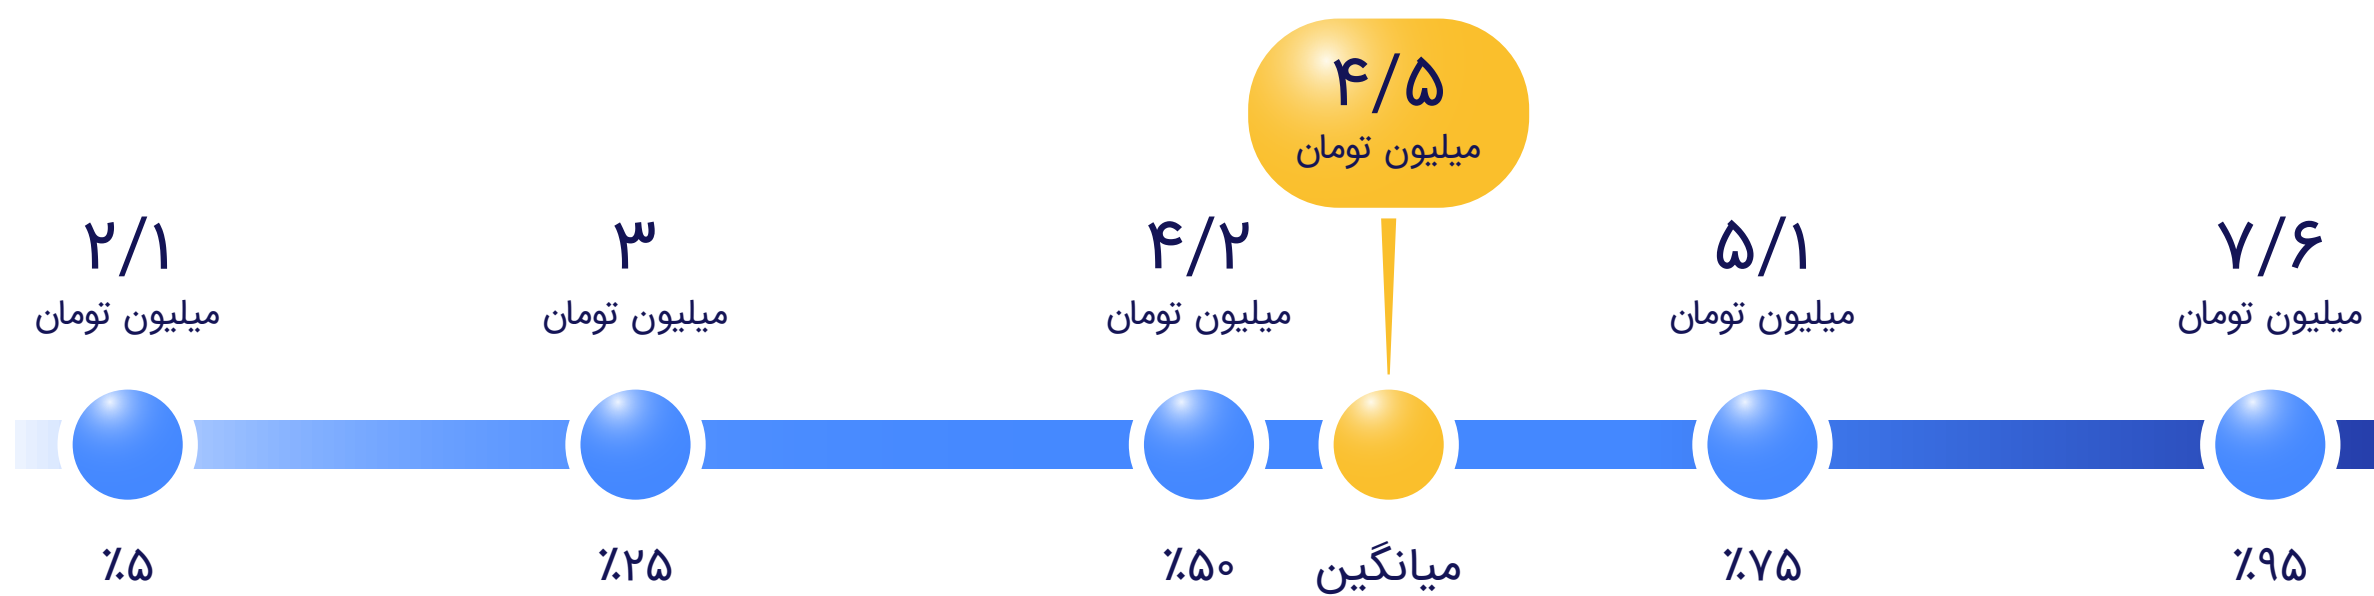 ۴/۵
میلیون تومان
۲/۱
میلیون تومان
۳
میلیون تومان
۴/۲
میلیون تومان
۵/۱
میلیون تومان
۷/۶
میلیون تومان
٪۵
٪۲۵
٪۵۰
میانگین
٪۷۵
٪۹۵